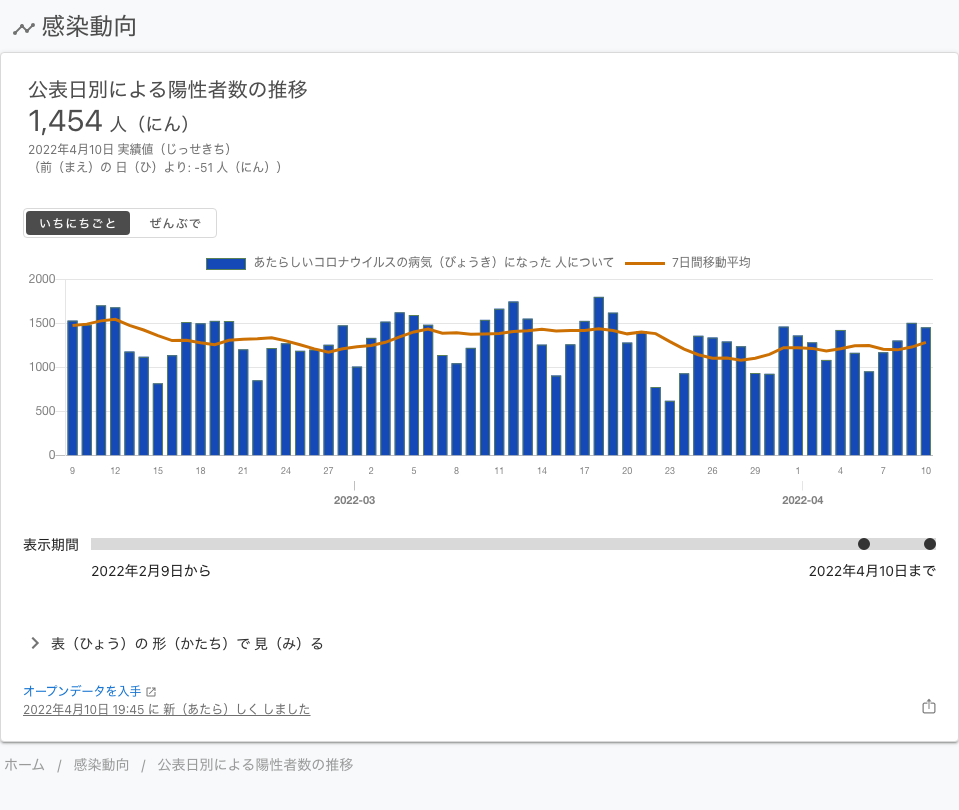 感染動向
公表日別による陽性者数の推移
1,454 人（にん）
2022年4月10日 実績値（じっせきち）
（前（まえ）の 日（ひ）より: -51 人（にん））
いちにちごと ぜんぶで
あたらしいコロナウイルスの病気（びょうき）になった 人について 7日間移動平均
2000
1500
1000
500
0
9 12 15 18 21 24 27 2 5 8 11 14 17 20 23 26 29 1 4 7 10
2022-03 2022-04
表示期間
2022年2月9日から 2022年4月10日まで
表（ひょう）の 形（かたち）で 見（み）る
オープンデータを入手
2022年4月10日 19:45 に 新（あたら）しく しました
ホーム / 感染動向 / 公表日別による陽性者数の推移